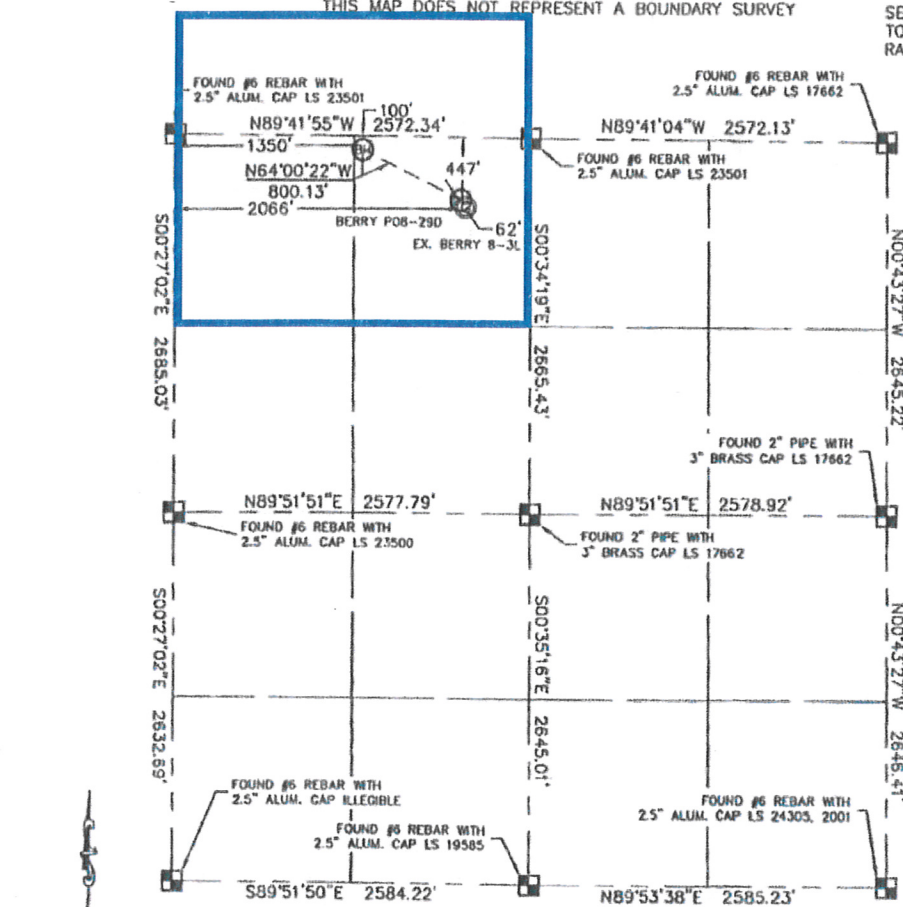 THIS MAP DOES NOT REPRESENT A BOUNDARY SURVEY
FOUND #6 REBAR WITH
2.5" ALUM. CAP LS 23501
FOUND #6 REBAR WITH
2.5" ALUM. CAP LS 17662
100'
N89°41'55"W 2572.34'
1350'
N89°41'04"W 2572.13'
FOUND #6 REBAR WITH
2.5" ALUM. CAP LS 23501
447'
N64°00'22"W
800.13'
2066'
BERRY P08-29D
62'
EX. BERRY 8-3L
S00°27'02"E 2685.03'
S00°34'19"E 2665.43'
N00°43'27"W 2645.22'
FOUND 2" PIPE WITH
3" BRASS CAP LS 17662
N89°51'51"E 2577.79'
N89°51'51"E 2578.92'
FOUND #6 REBAR WITH
2.5" ALUM. CAP LS 23500
FOUND 2" PIPE WITH
3" BRASS CAP LS 17662
S00°27'02"E 2632.69'
S00°35'16"E 2645.01'
N00°43'27"W 2646.41'
FOUND #6 REBAR WITH
2.5" ALUM. CAP ILLEGIBLE
FOUND #6 REBAR WITH
2.5" ALUM. CAP LS 19585
FOUND #6 REBAR WITH
2.5" ALUM. CAP LS 24305, 2001
S89°51'50"E 2584.22'
N89°53'38"E 2585.23'